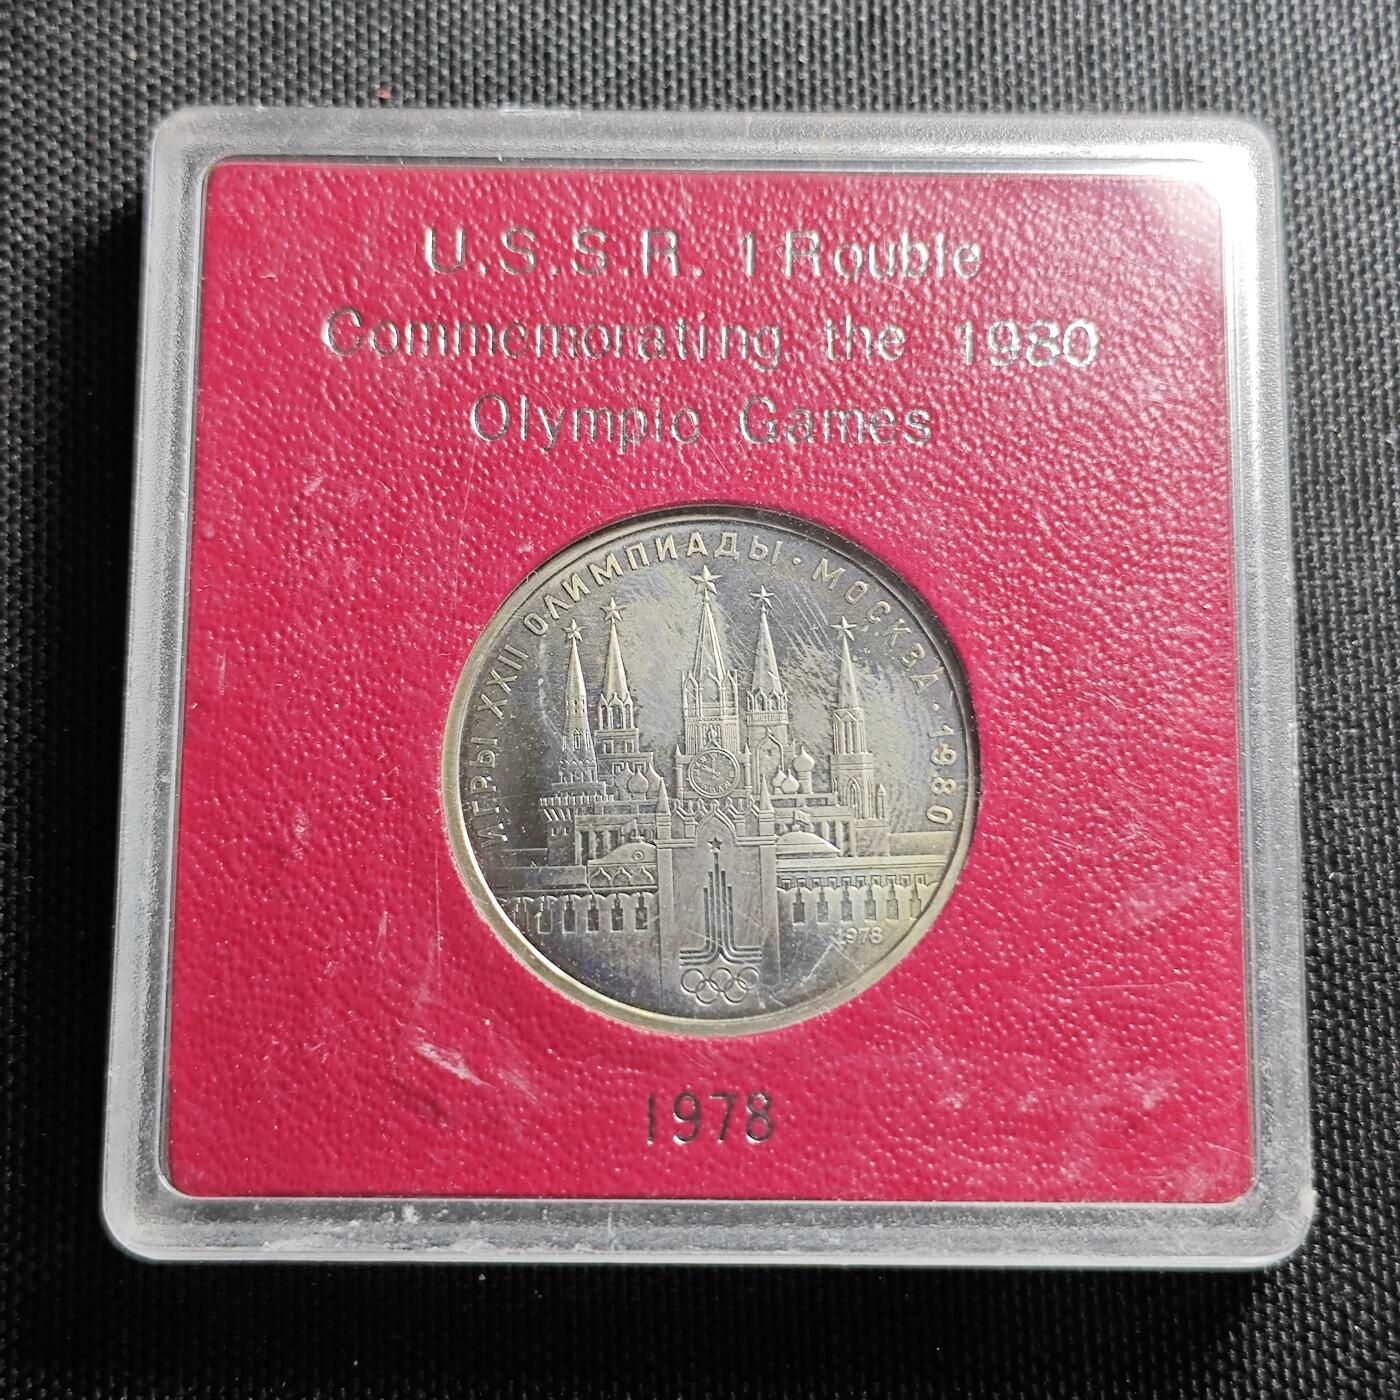 U.S.S.R. 1 Rouble
Commemorating the 1980
Olympic Games
ИГРЫ XXII ОЛИМПИАДЫ · МОСКВА · 1980
1978
1978